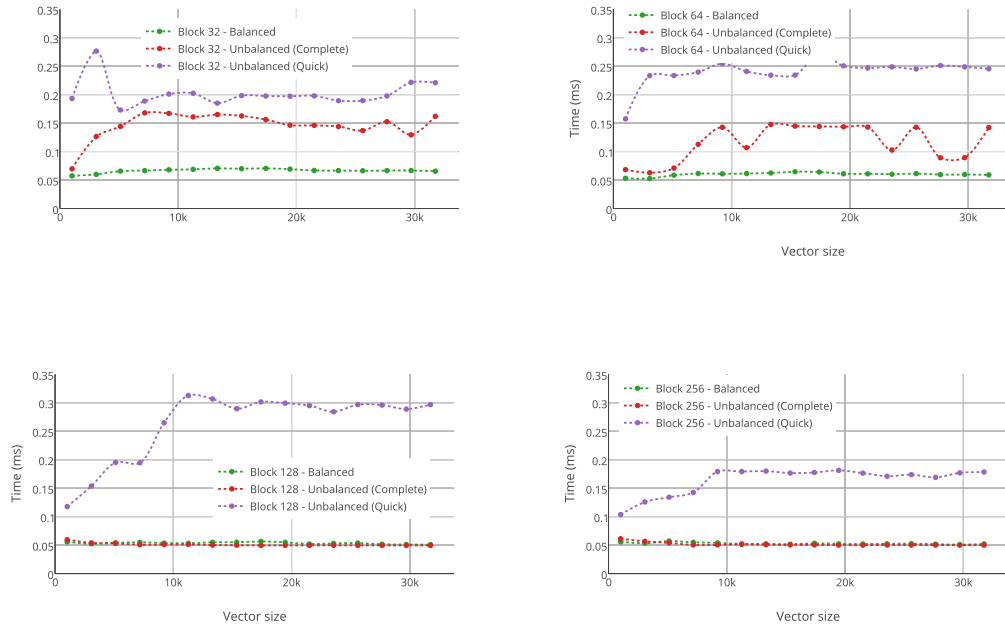 0.35
0.3
0.25
0.2
0.15
0.1
0.05
0
0
10k
20k
30k
Block 32 - Balanced
Block 32 - Unbalanced (Complete)
Block 32 - Unbalanced (Quick)
0.35
0.3
0.25
0.2
0.15
0.1
0.05
0
0
10k
20k
30k
Block 64 - Balanced
Block 64 - Unbalanced (Complete)
Block 64 - Unbalanced (Quick)
Time (ms)
Vector size
0.35
0.3
0.25
0.2
0.15
0.1
0.05
0
0
10k
20k
30k
Block 128 - Balanced
Block 128 - Unbalanced (Complete)
Block 128 - Unbalanced (Quick)
Time (ms)
Vector size
0.35
0.3
0.25
0.2
0.15
0.1
0.05
0
0
10k
20k
30k
Block 256 - Balanced
Block 256 - Unbalanced (Complete)
Block 256 - Unbalanced (Quick)
Time (ms)
Vector size